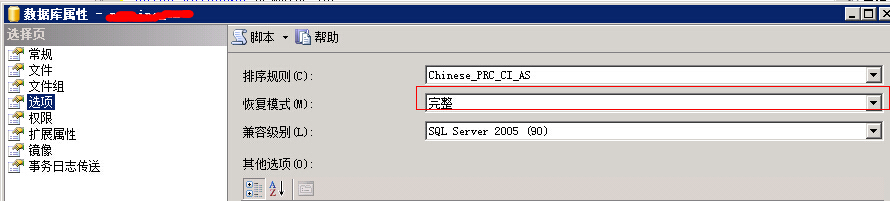 数据库属性 -
选择页
常规
文件
文件组
选项
权限
扩展属性
镜像
事务日志传送
脚本 帮助
排序规则(C): Chinese_PRC_CI_AS
恢复模式(M): 完整
兼容级别(L): SQL Server 2005 (90)
其他选项(O):